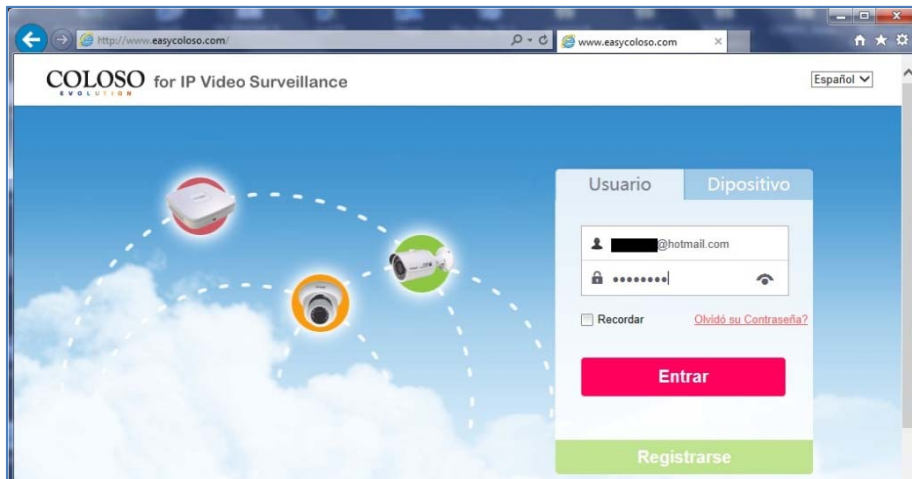 http://www.easycoloso.com/
www.easycoloso.com
COLOSO for IP Video Surveillance
EVOLUTION
Español
Usuario Dipositivo
@hotmail.com
••••••••
Recordar Olvidó su Contraseña?
Entrar
Registrarse